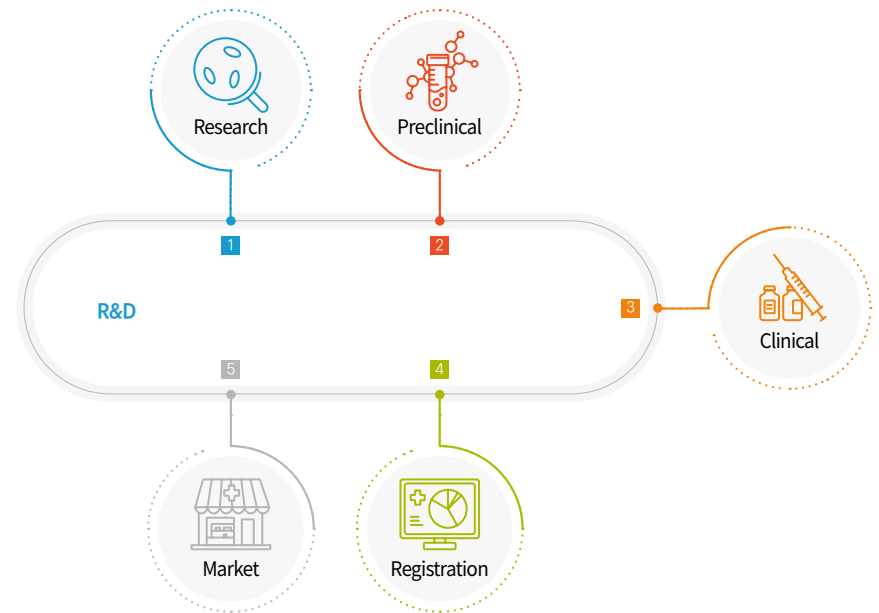 Research
Preclinical
1
2
R&D
3
Clinical
5
4
Market
Registration